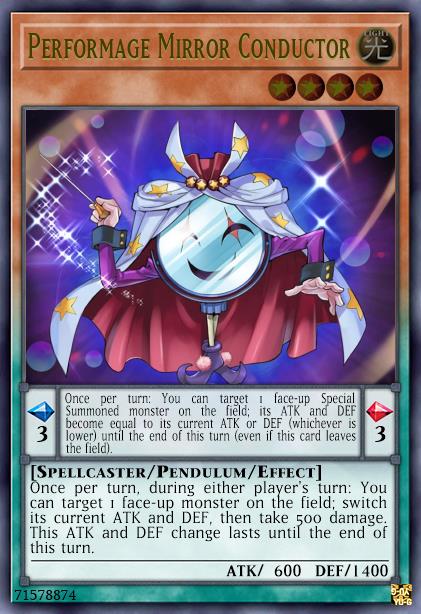 PERFORMAGE MIRROR CONDUCTOR
LIGHT
光
Once per turn: You can target 1 face-up Special
Summoned monster on the field; its ATK and DEF
become equal to its current ATK or DEF (whichever is
lower) until the end of this turn (even if this card leaves
the field).
3
3
[SPELLCASTER/PENDULUM/EFFECT]
Once per turn, during either player's turn: You
can target 1 face-up monster on the field; switch
its current ATK and DEF, then take 500 damage.
This ATK and DEF change lasts until the end of
this turn.
ATK/ 600 DEF/1400
71578874